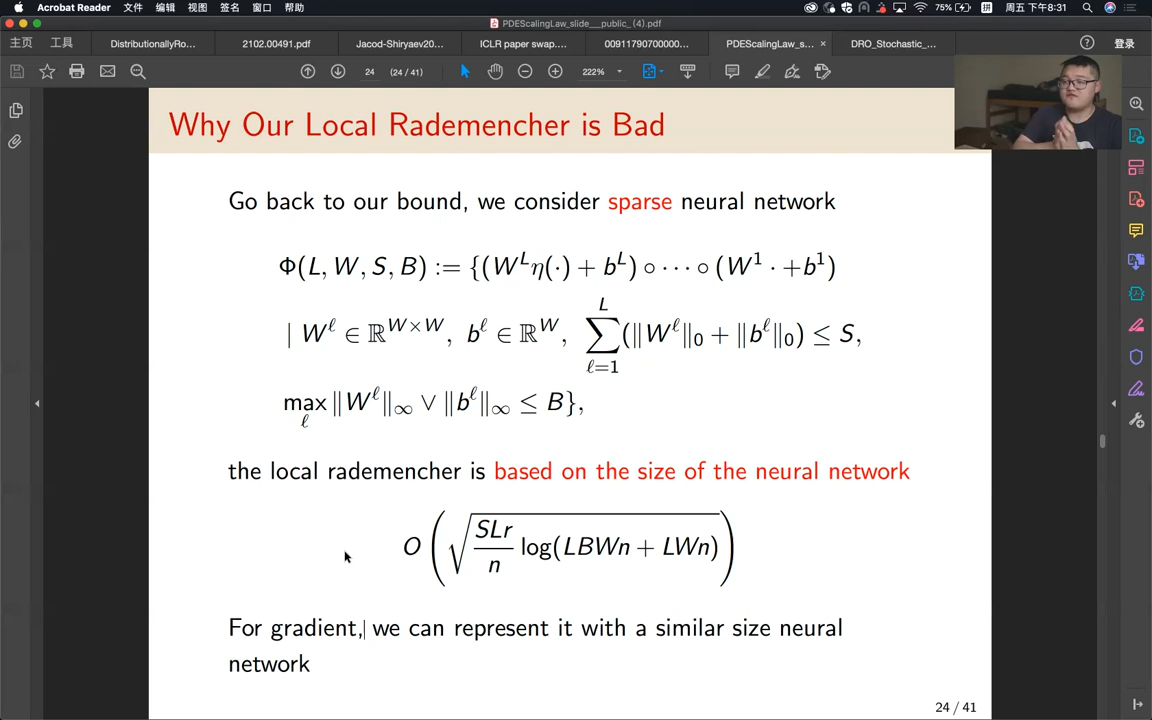 Acrobat Reader 文件 编辑 视图 签名 窗口 帮助 75% 拼 周五 下午8:31
PDEScalingLaw_slide__public_ (4).pdf
主页 工具 DistributionallyRo... 2102.00491.pdf Jacod-Shiryaev20... ICLR paper swap.... 00911790700000... PDEScalingLaw_s... × DRO_Stochastic_... 登录
24 (24 / 41) 222%
Why Our Local Rademencher is Bad
Go back to our bound, we consider sparse neural network
Φ(L, W, S, B) := {(W^L η(·) + b^L) ∘ ··· ∘ (W^1 · +b^1)
| W^ℓ ∈ ℝ^{W×W}, b^ℓ ∈ ℝ^W, ∑_{ℓ=1}^{L} (‖W^ℓ‖_0 + ‖b^ℓ‖_0) ≤ S,
max_ℓ ‖W^ℓ‖_∞ ∨ ‖b^ℓ‖_∞ ≤ B},
the local rademencher is based on the size of the neural network
O(√(SLr/n log(LBWn + LWn)))
For gradient, we can represent it with a similar size neural
network
24 / 41